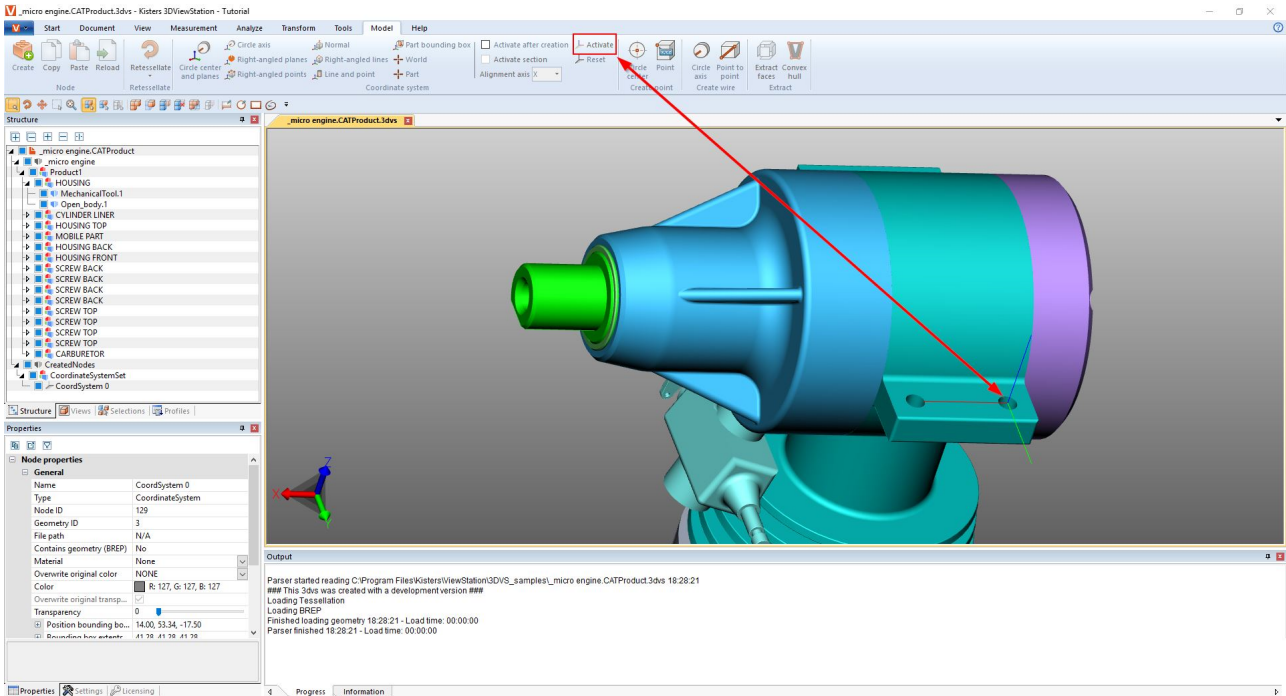 _micro engine.CATProduct.3dvs - Kisters 3DViewStation - Tutorial
Start Document View Measurement Analyze Transform Tools Model Help
Create Copy Paste Reload
Node
Retessellate
Retessellate
Circle center and planes
Circle axis
Right-angled planes
Right-angled points
Normal
Right-angled lines
Line and point
Part bounding box
World
Part
Activate after creation
Activate section
Alignment axis X
Activate
Reset
Coordinate system
Circle center
Point
Create point
Circle axis
Point to point
Create wire
Extract faces
Convex hull
Extract
Structure
_micro engine.CATProduct
_micro engine
Product1
HOUSING
MechanicalTool.1
Open_body.1
CYLINDER LINER
HOUSING TOP
MOBILE PART
HOUSING BACK
HOUSING FRONT
SCREW BACK
SCREW BACK
SCREW BACK
SCREW BACK
SCREW TOP
SCREW TOP
SCREW TOP
SCREW TOP
CARBURETOR
CreatedNodes
CoordinateSystemSet
CoordSystem 0
Structure Views Selections Profiles
Properties
Node properties
General
Name CoordSystem 0
Type CoordinateSystem
Node ID 129
Geometry ID 3
File path N/A
Contains geometry (BREP) No
Material None
Overwrite original color NONE
Color R: 127, G: 127, B: 127
Overwrite original transp...
Transparency 0
Position bounding bo... 14.00, 53.34, -17.50
Bounding box extents 41.28, 41.28, 41.28
Properties Settings Licensing
_micro engine.CATProduct.3dvs
X Y Z
Output
Parser started reading C:\Program Files\Kisters\ViewStation\3DVS_samples\_micro engine.CATProduct.3dvs 18:28:21
### This 3dvs was created with a development version ###
Loading Tessellation
Loading BREP
Finished loading geometry 18:28:21 - Load time: 00:00:00
Parser finished 18:28:21 - Load time: 00:00:00
Progress Information